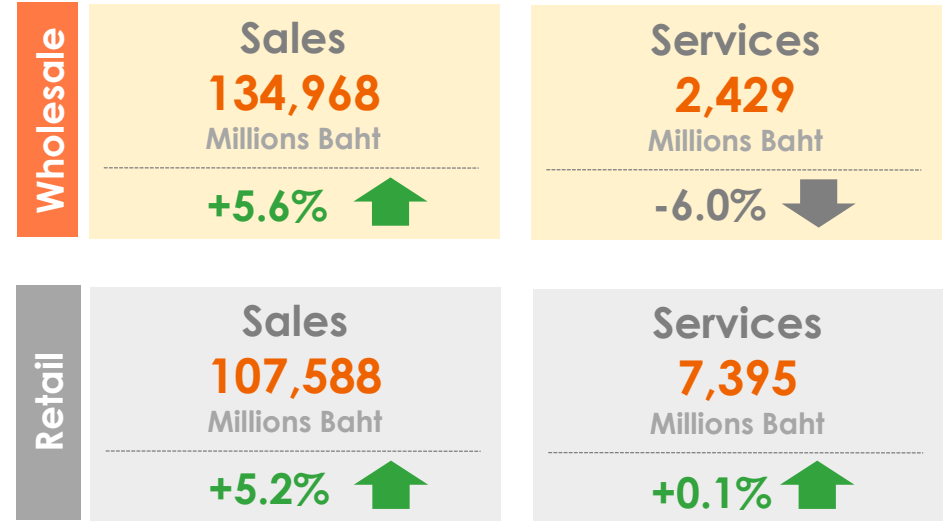 Wholesale
Sales
134,968
Millions Baht
+5.6%
Services
2,429
Millions Baht
-6.0%
Retail
Sales
107,588
Millions Baht
+5.2%
Services
7,395
Millions Baht
+0.1%